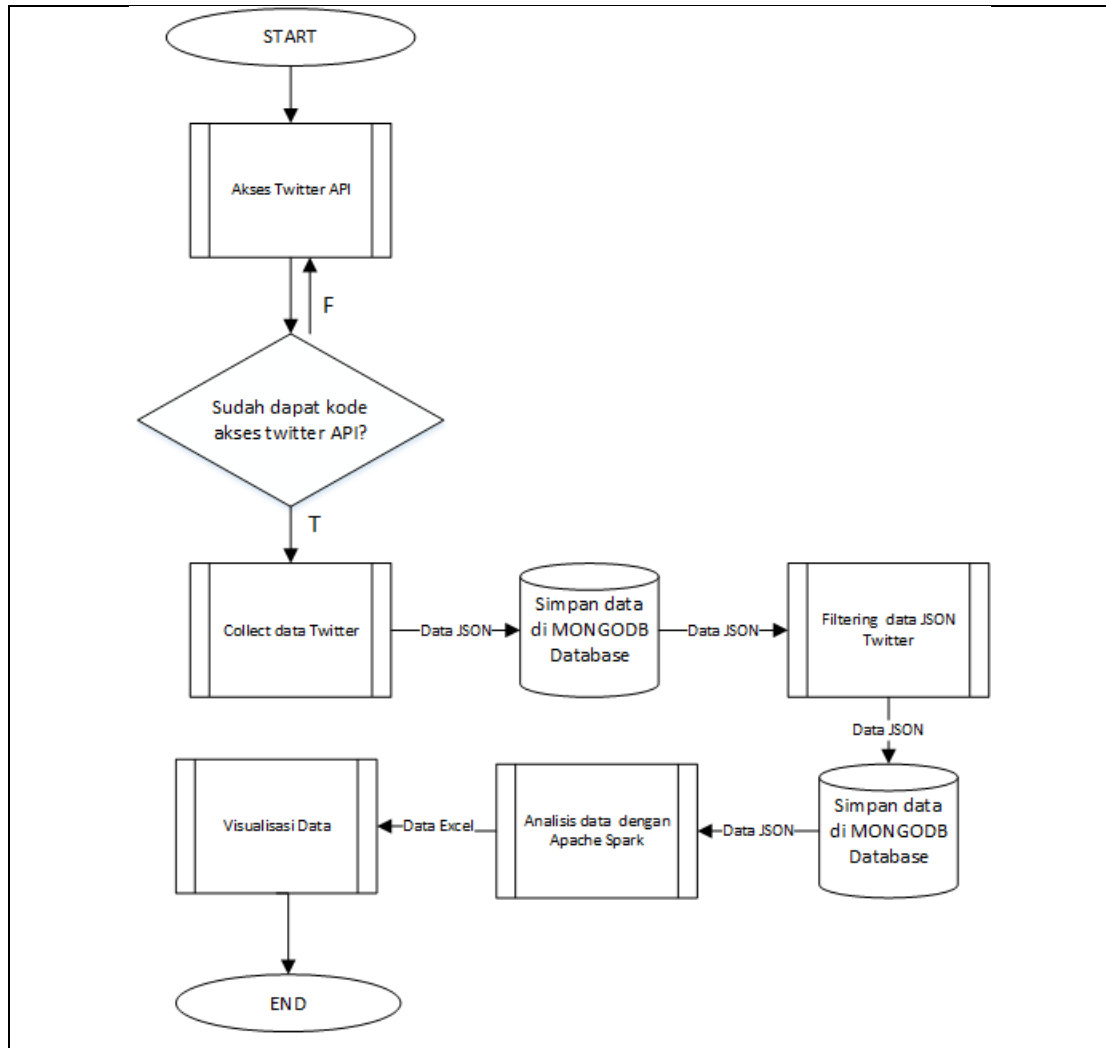 START
Akses Twitter API
F
Sudah dapat kode
akses twitter API?
T
Collect data Twitter
Data JSON
Simpan data
di MONGODB
Database
Data JSON
Filtering data JSON
Twitter
Data JSON
Simpan data
di MONGODB
Database
Data JSON
Analisis data dengan
Apache Spark
Data Excel
Visualisasi Data
END